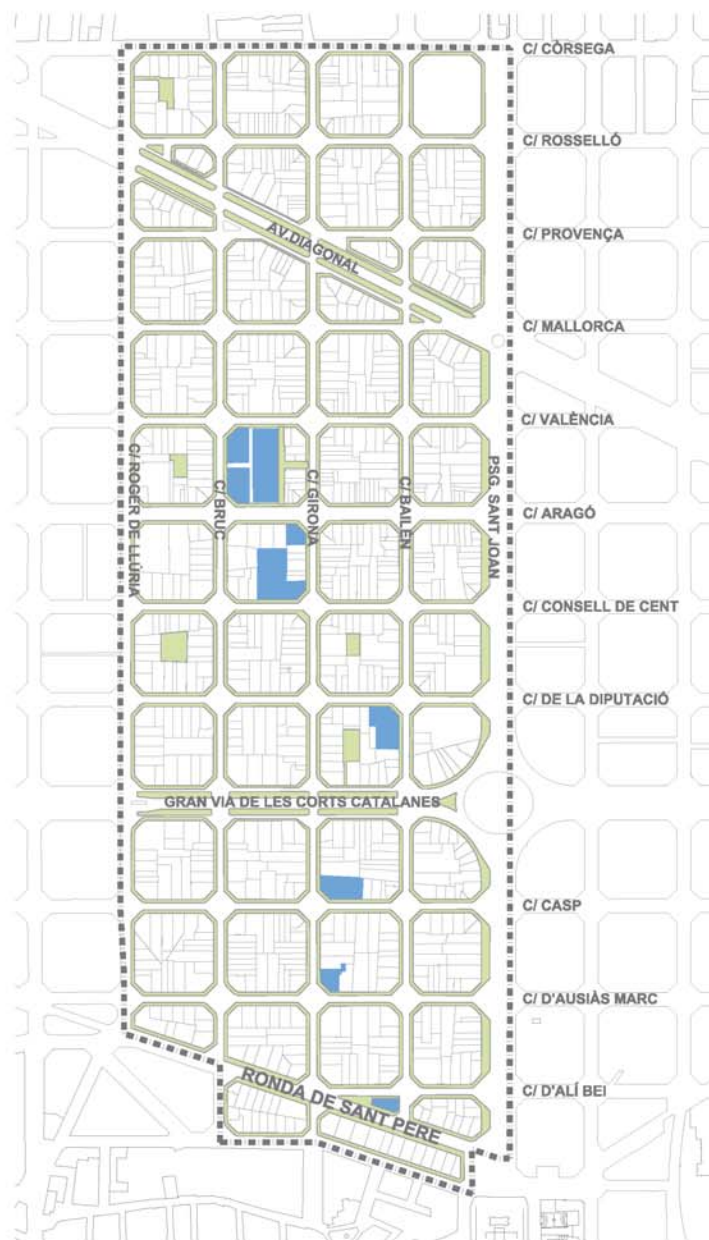 C/ CÒRSEGA
C/ ROSSELLÓ
C/ PROVENÇA
AV.DIAGONAL
C/ MALLORCA
C/ VALÈNCIA
C/ ROGER DE LLÚRIA
C/ BRUC
C/ GIRONA
C/ BAILÈN
PSG. SANT JOAN
C/ ARAGÓ
C/ CONSELL DE CENT
C/ DE LA DIPUTACIÓ
GRAN VIA DE LES CORTS CATALANES
C/ CASP
C/ D'AUSIÀS MARC
C/ D'ALÍ BEI
RONDA DE SANT PERE